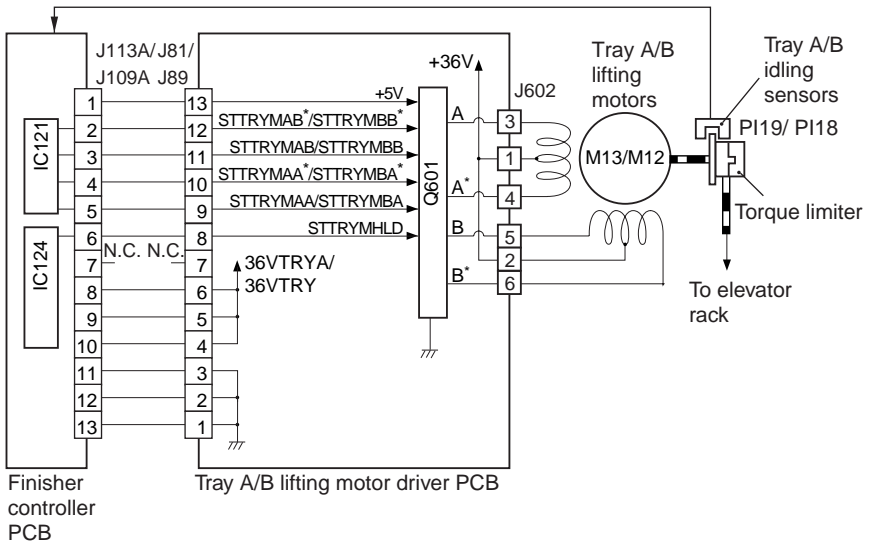 J113A/ J81/
J109A J89
+36V
J602
Tray A/B
lifting
motors
Tray A/B
idling
sensors
PI19/ PI18
M13/M12
Torque limiter
To elevator
rack
IC121
IC124
1
2
3
4
5
6
7
8
9
10
11
12
13
N.C. N.C.
13
12
11
10
9
8
7
6
5
4
3
2
1
+5V
STTRYMAB*/STTRYMBB*
STTRYMAB/STTRYMBB
STTRYMAA*/STTRYMBA*
STTRYMAA/STTRYMBA
STTRYMHLD
36VTRYA/
36VTRY
Q601
A
A*
B
B*
3
1
4
5
2
6
Finisher
controller
PCB
Tray A/B lifting motor driver PCB